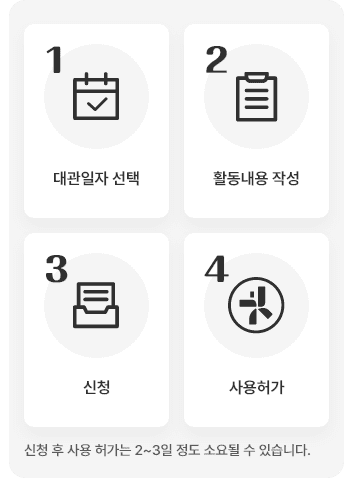 1
대관일자 선택
2
활동내용 작성
3
신청
4
사용허가
신청 후 사용 허가는 2~3일 정도 소요될 수 있습니다.